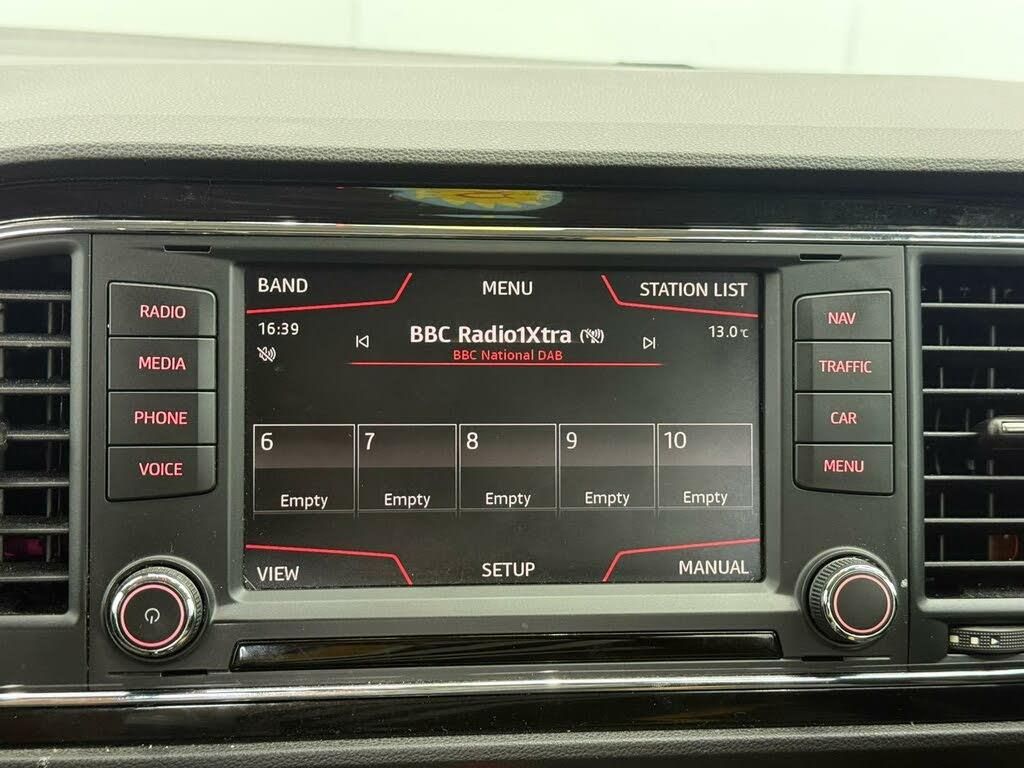 BAND MENU STATION LIST
16:39 BBC Radio1Xtra 13.0°C
BBC National DAB
6 7 8 9 10
Empty Empty Empty Empty Empty
VIEW SETUP MANUAL
RADIO
MEDIA
PHONE
VOICE
NAV
TRAFFIC
CAR
MENU